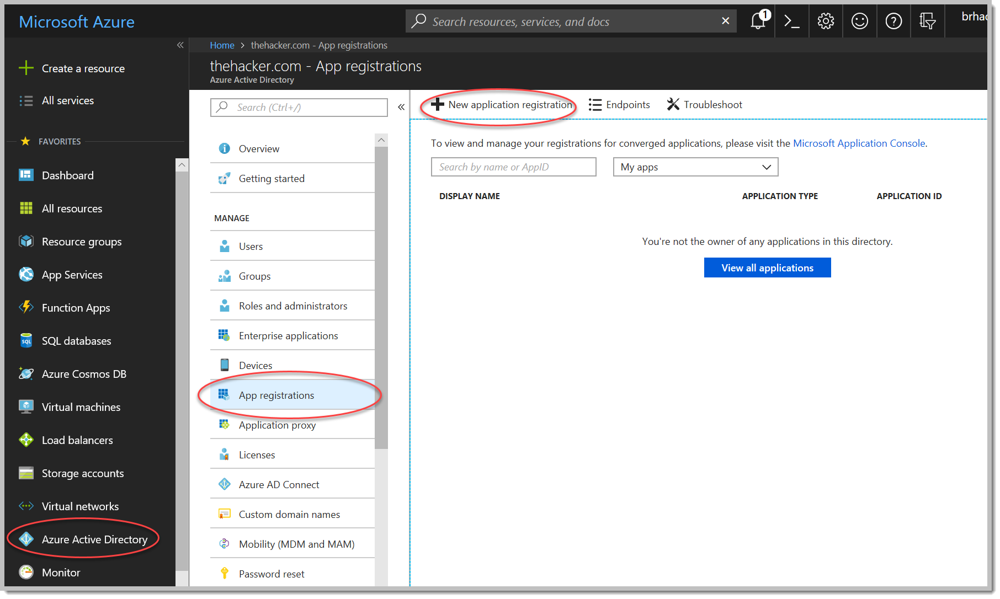 Microsoft Azure
Search resources, services, and docs
1
Home > thehacker.com - App registrations
thehacker.com - App registrations
Azure Active Directory
Create a resource
All services
FAVORITES
Dashboard
All resources
Resource groups
App Services
Function Apps
SQL
SQL databases
Azure Cosmos DB
Virtual machines
Load balancers
Storage accounts
Virtual networks
Azure Active Directory
Monitor
Search (Ctrl+/)
Overview
Getting started
MANAGE
Users
Groups
Roles and administrators
Enterprise applications
Devices
App registrations
Application proxy
Licenses
Azure AD Connect
Custom domain names
Mobility (MDM and MAM)
Password reset
New application registration
Endpoints
Troubleshoot
To view and manage your registrations for converged applications, please visit the Microsoft Application Console.
Search by name or AppID
My apps
DISPLAY NAME APPLICATION TYPE APPLICATION ID
You're not the owner of any applications in this directory.
View all applications